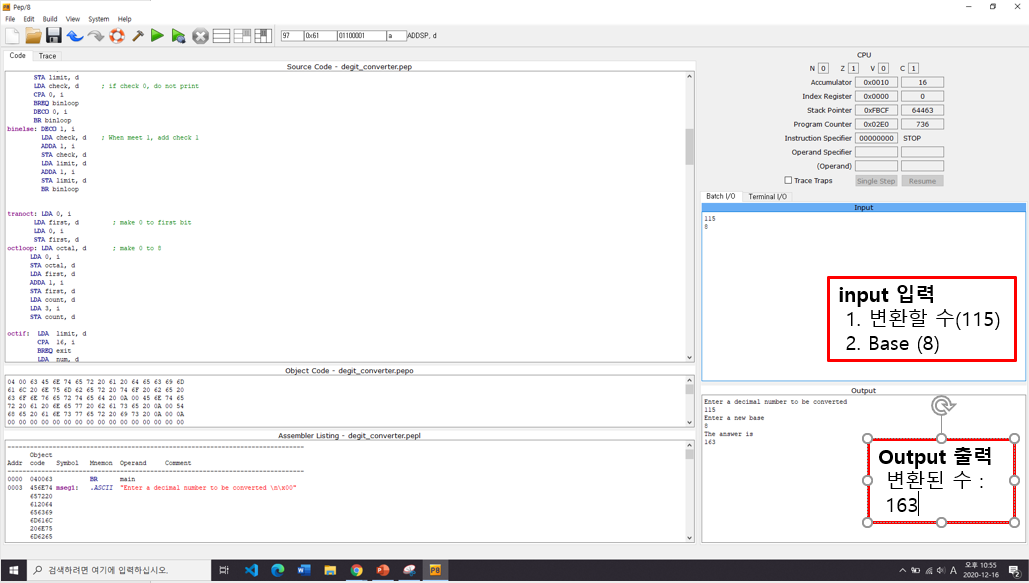 Pep/8
File Edit Build View System Help
97 0x61 01100001 a ADDSP, d
Code Trace
Source Code - degit_converter.pep
STA limit, d
LDA check, d ; if check 0, do not print
CPA 0, i
BREQ binloop
DECO 0, i
BR binloop
binelse: DECO 1, i
LDA check, d ; When meet 1, add check 1
ADDA 1, i
STA check, d
LDA limit, d
ADDA 1, i
STA limit, d
BR binloop
tranoct: LDA 0, i
LDA first, d ; make 0 to first bit
LDA 0, i
STA first, d
octloop: LDA octal, d ; make 0 to 8
LDA 0, i
STA octal, d
LDA first, d
ADDA 1, i
STA first, d
LDA count, d
LDA 3, i
STA count, d
octif: LDA limit, d
CPA 16, i
BREQ exit
LDA num, d
Object Code - degit_converter.pepo
04 00 63 45 6E 74 65 72 20 61 20 64 65 63 69 6D
61 6C 20 6E 75 6D 62 65 72 20 74 6F 20 62 65 20
63 6F 6E 76 65 72 74 65 64 20 0A 00 45 6E 74 65
72 20 61 20 6E 65 77 20 62 61 73 65 20 0A 00 54
68 65 20 61 6E 73 77 65 72 20 69 73 20 0A 00 0A
00 00 00 00 00 00 00 00 00 00 00 00 00 00 00 00
Assembler Listing - degit_converter.pepl
Object
Addr code Symbol Mnemon Operand Comment
0000 040063 BR main
0003 456E74 mseg1: .ASCII "Enter a decimal number to be converted \n\x00"
657220
612064
656369
6D616C
206E75
6D6265
CPU
N 0 Z 1 V 0 C 1
Accumulator 0x0010 16
Index Register 0x0000 0
Stack Pointer 0xFBCF 64463
Program Counter 0x02E0 736
Instruction Specifier 00000000 STOP
Operand Specifier
(Operand)
Trace Traps Single Step Resume
Batch I/O Terminal I/O
Input
115
8
input 입력
1. 변환할 수(115)
2. Base (8)
Output
Enter a decimal number to be converted
115
Enter a new base
8
The answer is
163
Output 출력
변환된 수 :
163
검색하려면 여기에 입력하십시오.
A 오후 10:55
2020-12-16
2